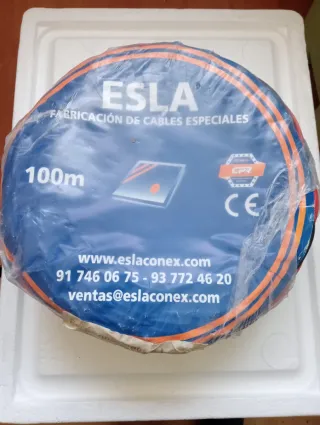 ESLA
FABRICACIÓN DE CABLES ESPECIALES
100m
CPR
CE
www.eslaconex.com
91 746 06 75 - 93 772 46 20
ventas@eslaconex.com